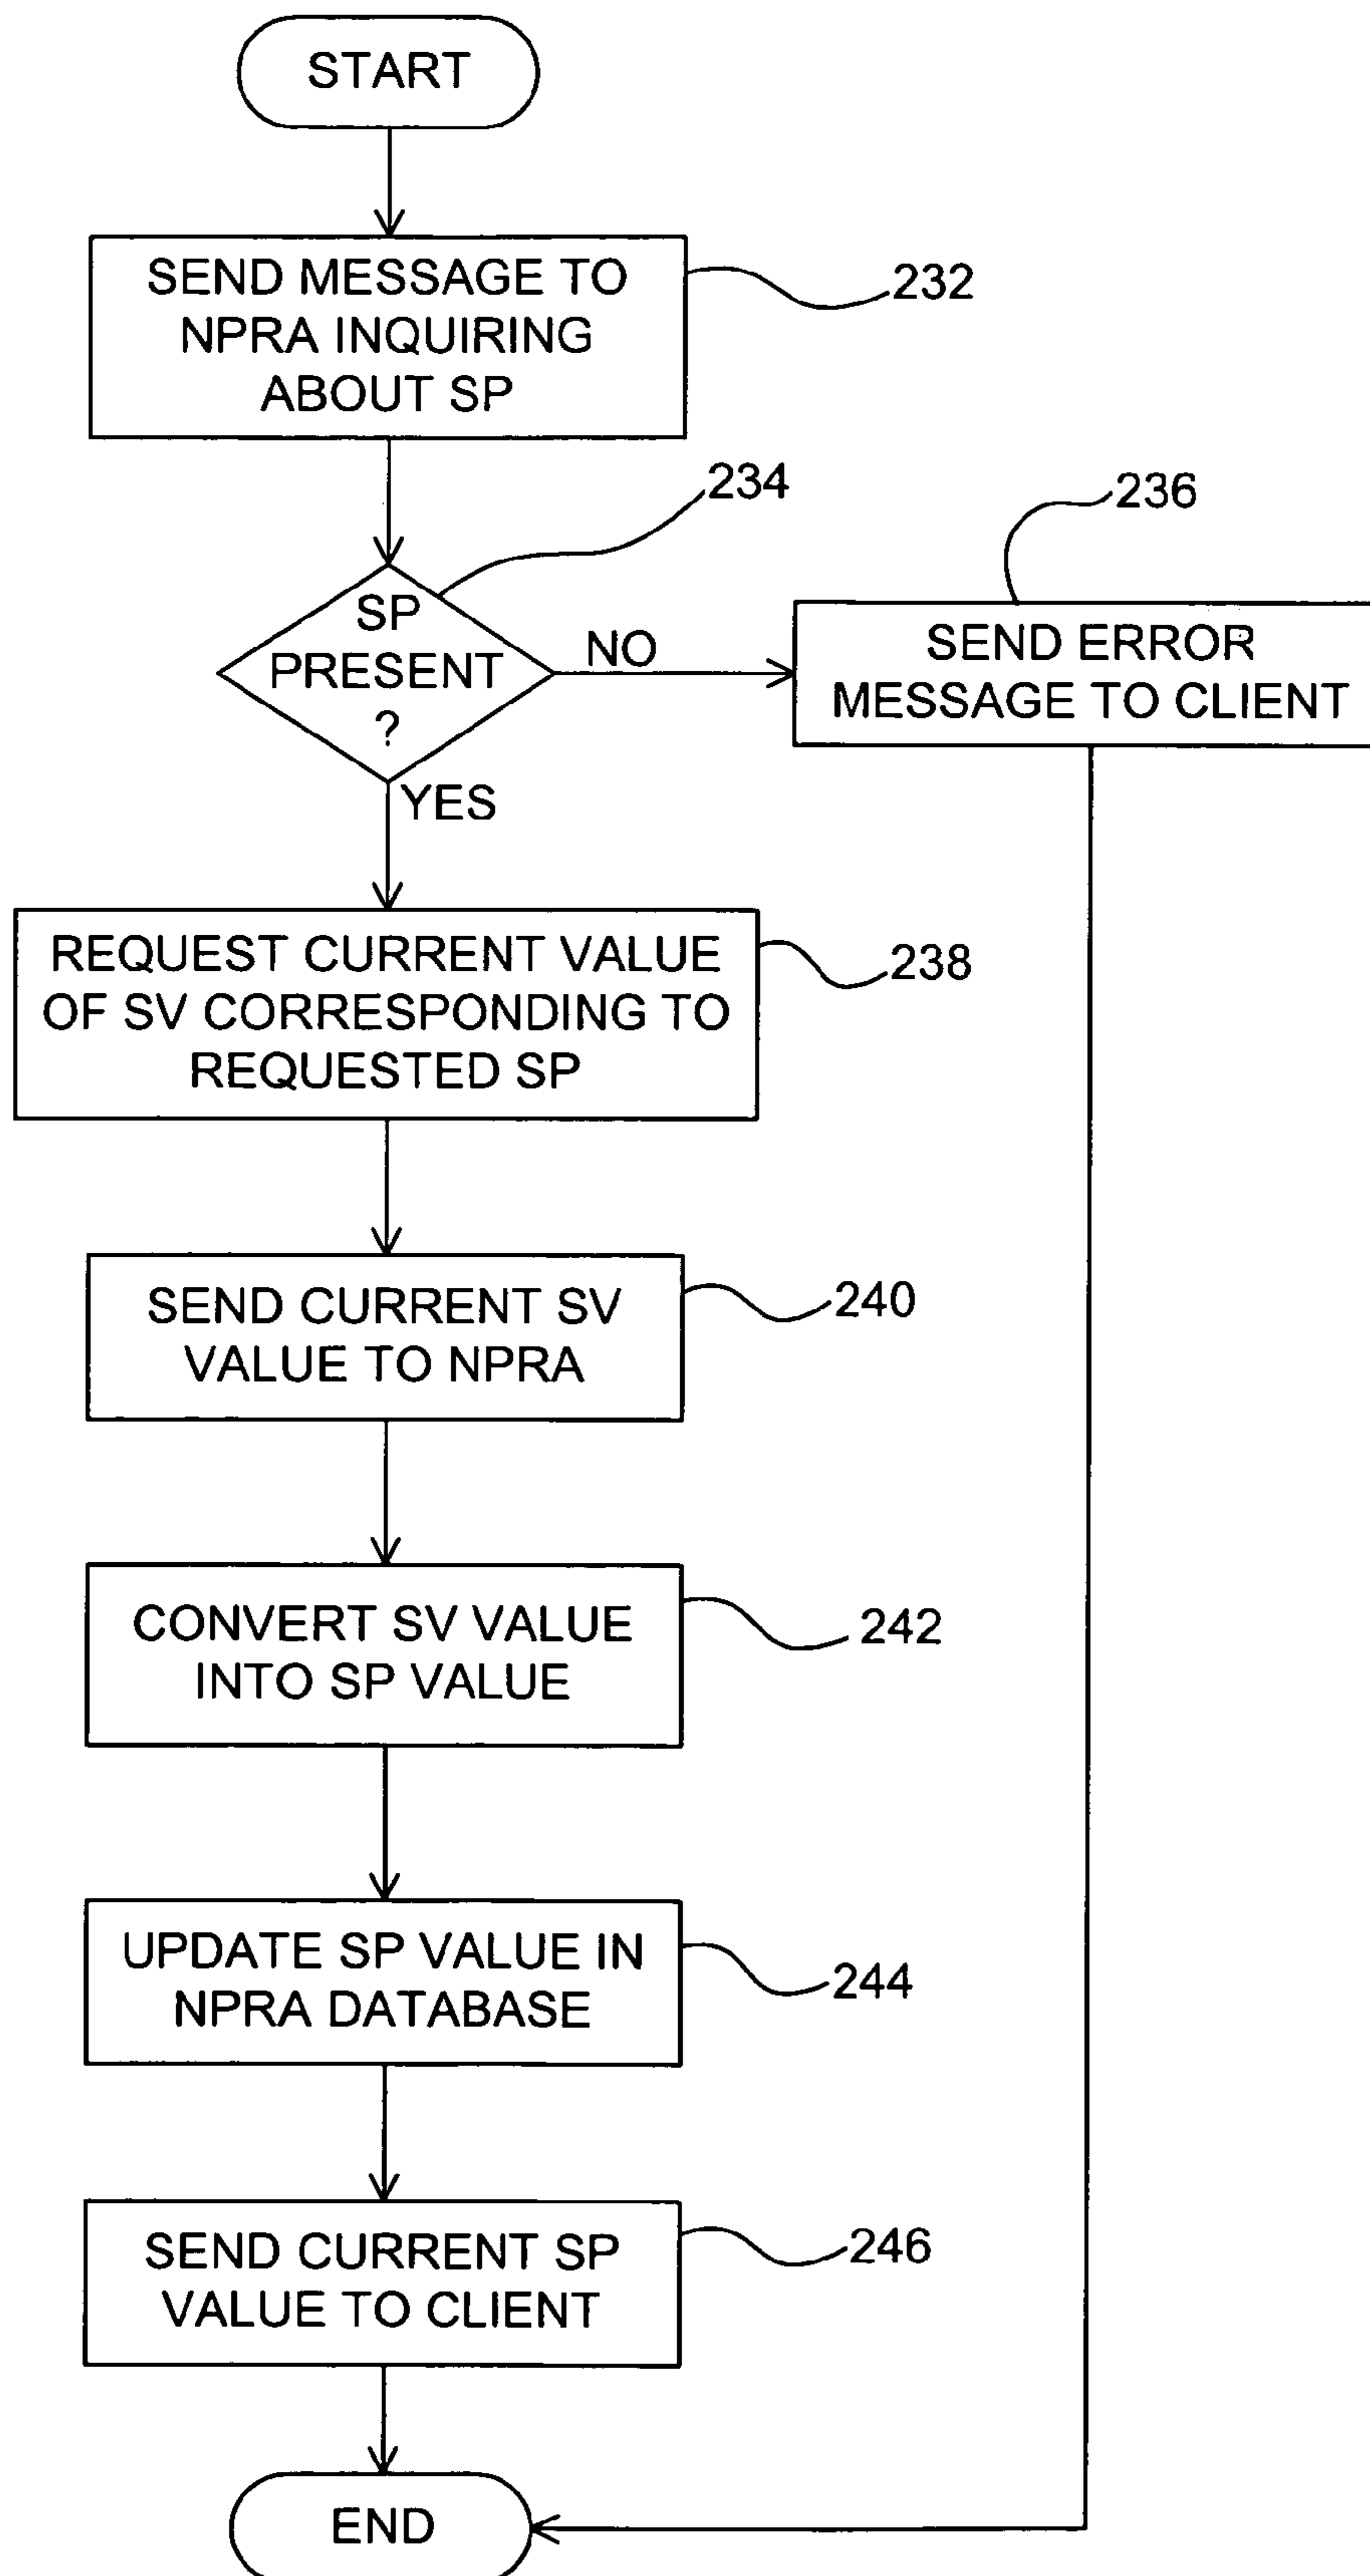 START
SEND MESSAGE TO
NPRA INQUIRING
ABOUT SP
232
234
SP
PRESENT
?
NO
236
SEND ERROR
MESSAGE TO CLIENT
YES
REQUEST CURRENT VALUE
OF SV CORRESPONDING TO
REQUESTED SP
238
SEND CURRENT SV
VALUE TO NPRA
240
CONVERT SV VALUE
INTO SP VALUE
242
UPDATE SP VALUE IN
NPRA DATABASE
244
SEND CURRENT SP
VALUE TO CLIENT
246
END